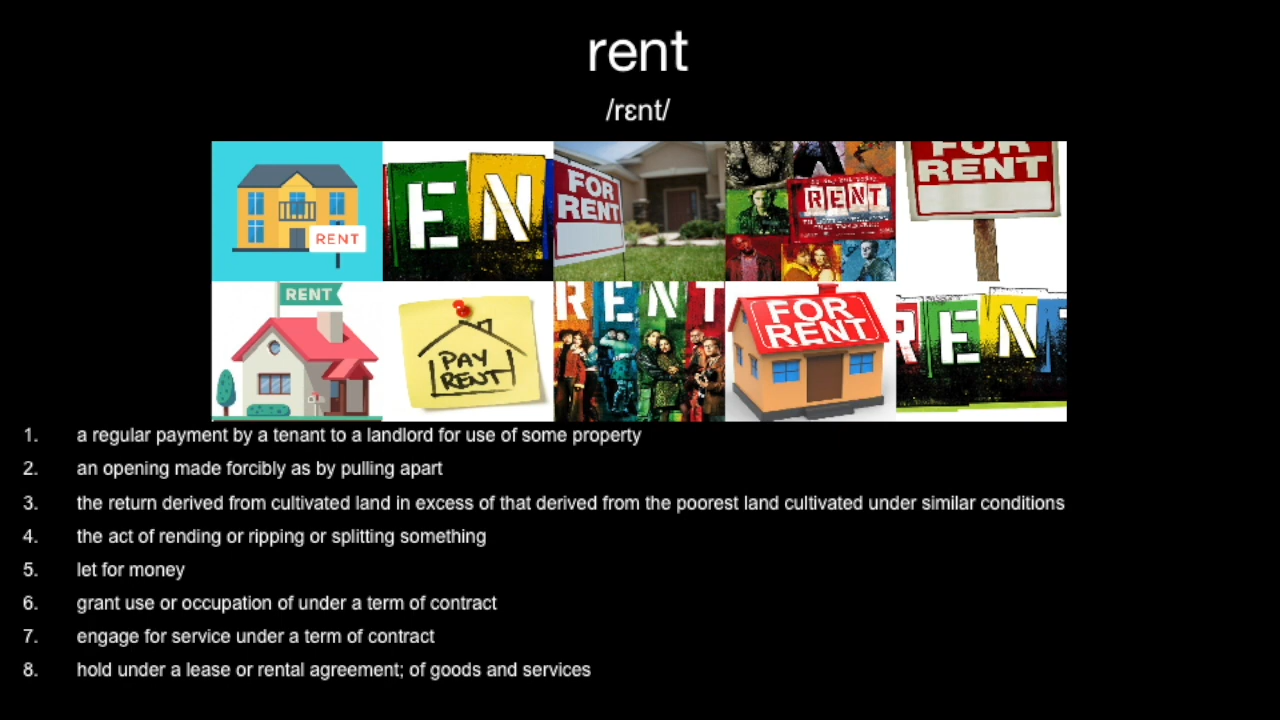 rent
/rɛnt/
RENT
EN
FOR
RENT
RENT
FOR
RENT
RENT
PAY
RENT
RENT
FOR
RENT
REN
1. a regular payment by a tenant to a landlord for use of some property
2. an opening made forcibly as by pulling apart
3. the return derived from cultivated land in excess of that derived from the poorest land cultivated under similar conditions
4. the act of rending or ripping or splitting something
5. let for money
6. grant use or occupation of under a term of contract
7. engage for service under a term of contract
8. hold under a lease or rental agreement; of goods and services